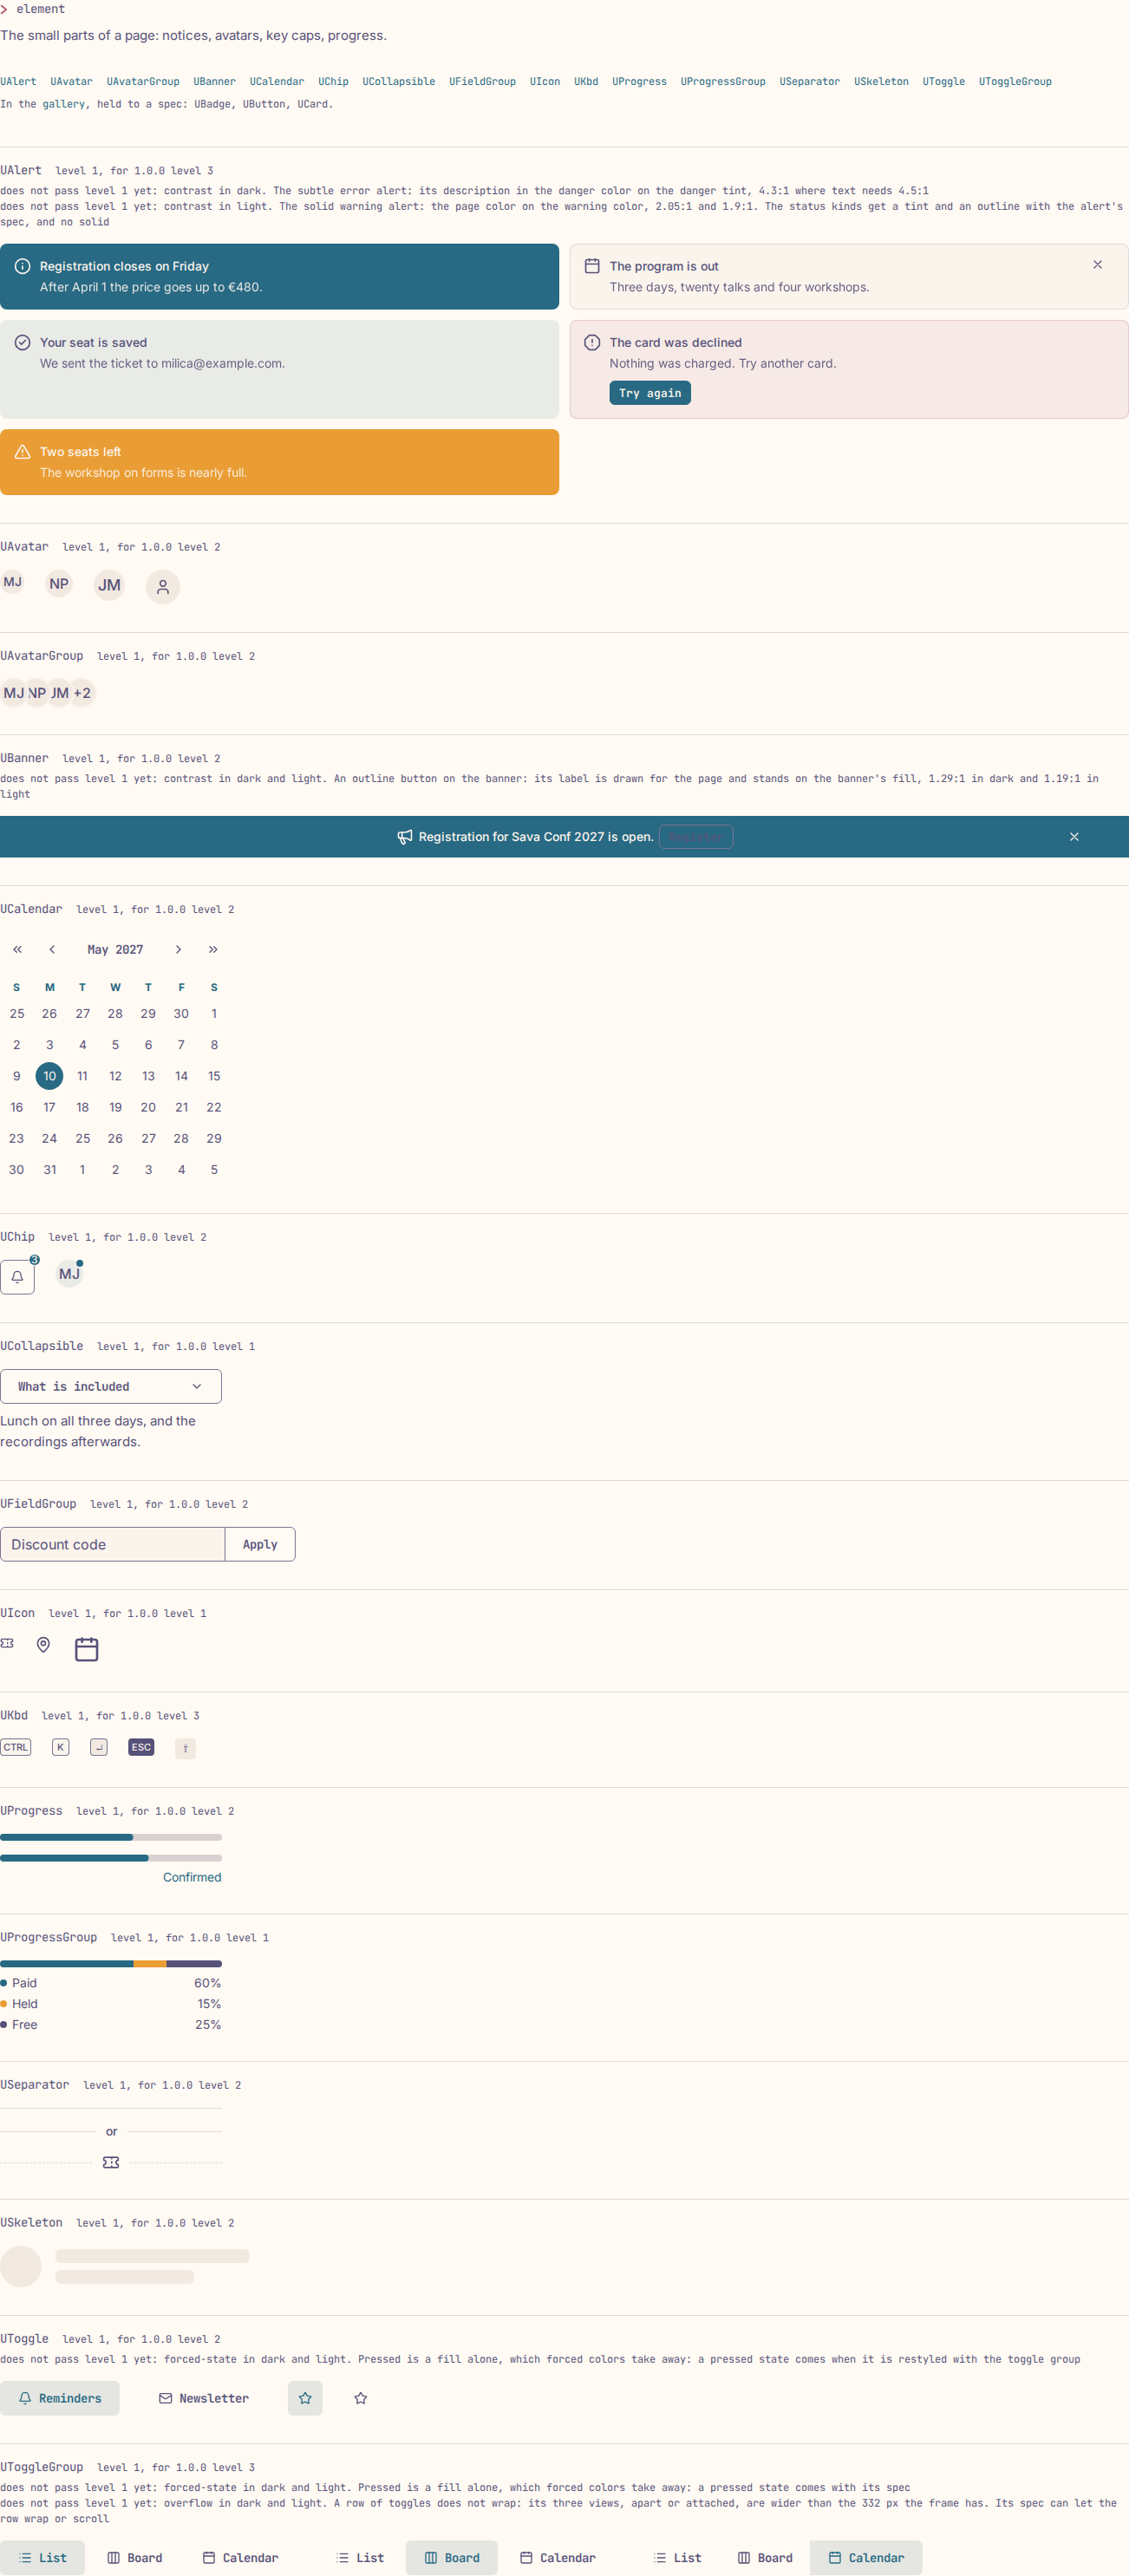 element
The small parts of a page: notices, avatars, key caps, progress.
UAlert UAvatar UAvatarGroup UBanner UCalendar UChip UCollapsible UFieldGroup UIcon UKbd UProgress UProgressGroup USeparator USkeleton UToggle UToggleGroup
In the gallery, held to a spec: UBadge, UButton, UCard.
UAlert level 1, for 1.0.0 level 3
does not pass level 1 yet: contrast in dark. The subtle error alert: its description in the danger color on the danger tint, 4.3:1 where text needs 4.5:1
does not pass level 1 yet: contrast in light. The solid warning alert: the page color on the warning color, 2.05:1 and 1.9:1. The status kinds get a tint and an outline with the alert's
spec, and no solid
Registration closes on Friday
After April 1 the price goes up to €480.
The program is out
Three days, twenty talks and four workshops.
Your seat is saved
We sent the ticket to milica@example.com.
The card was declined
Nothing was charged. Try another card.
Try again
Two seats left
The workshop on forms is nearly full.
UAvatar level 1, for 1.0.0 level 2
MJ NP JM
UAvatarGroup level 1, for 1.0.0 level 2
MJ NP JM +2
UBanner level 1, for 1.0.0 level 2
does not pass level 1 yet: contrast in dark and light. An outline button on the banner: its label is drawn for the page and stands on the banner's fill, 1.29:1 in dark and 1.19:1 in
light
Registration for Sava Conf 2027 is open.
UCalendar level 1, for 1.0.0 level 2
May 2027
S M T W T F S
25 26 27 28 29 30 1
2 3 4 5 6 7 8
9 10 11 12 13 14 15
16 17 18 19 20 21 22
23 24 25 26 27 28 29
30 31 1 2 3 4 5
UChip level 1, for 1.0.0 level 2
3
MJ
UCollapsible level 1, for 1.0.0 level 1
What is included
Lunch on all three days, and the
recordings afterwards.
UFieldGroup level 1, for 1.0.0 level 2
Discount code Apply
UIcon level 1, for 1.0.0 level 1
UKbd level 1, for 1.0.0 level 3
CTRL K ↵ ESC
UProgress level 1, for 1.0.0 level 2
Confirmed
UProgressGroup level 1, for 1.0.0 level 1
Paid 60%
Held 15%
Free 25%
USeparator level 1, for 1.0.0 level 2
or
USkeleton level 1, for 1.0.0 level 2
UToggle level 1, for 1.0.0 level 2
does not pass level 1 yet: forced-state in dark and light. Pressed is a fill alone, which forced colors take away: a pressed state comes when it is restyled with the toggle group
Reminders Newsletter
UToggleGroup level 1, for 1.0.0 level 3
does not pass level 1 yet: forced-state in dark and light. Pressed is a fill alone, which forced colors take away: a pressed state comes with its spec
does not pass level 1 yet: overflow in dark and light. A row of toggles does not wrap: its three views, apart or attached, are wider than the 332 px the frame has. Its spec can let the
row wrap or scroll
List Board Calendar List Board Calendar List Board Calendar